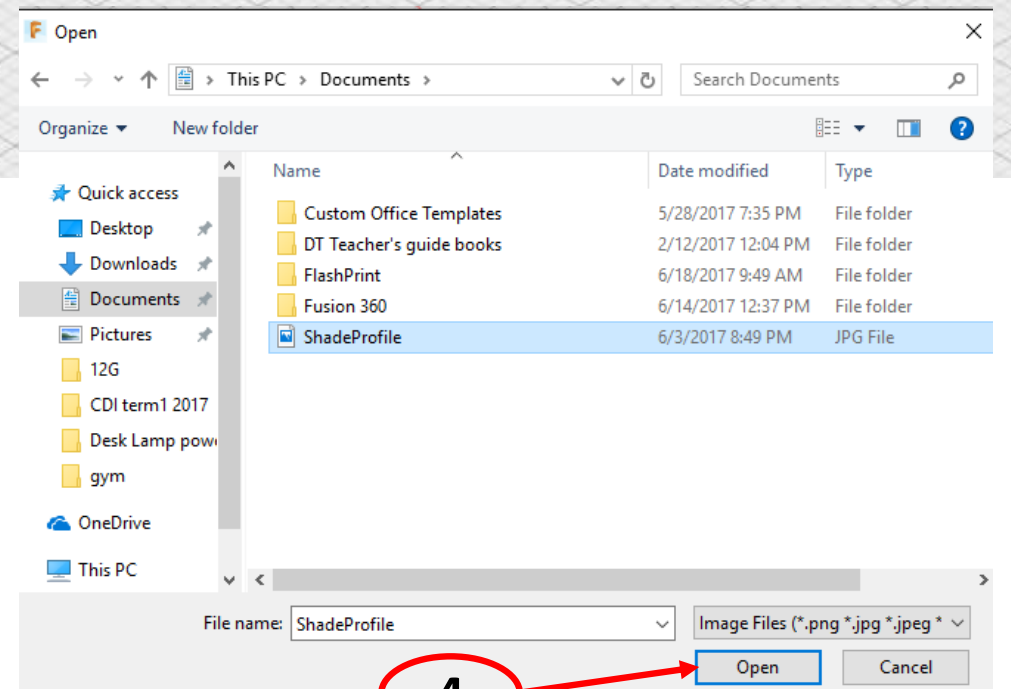 Open
This PC > Documents >
Search Documents
Organize
New folder
Name
Date modified
Type
Quick access
Desktop
Downloads
Documents
Pictures
12G
CDI term1 2017
Desk Lamp pow
gym
OneDrive
This PC
Custom Office Templates 5/28/2017 7:35 PM File folder
DT Teacher's guide books 2/12/2017 12:04 PM File folder
FlashPrint 6/18/2017 9:49 AM File folder
Fusion 360 6/14/2017 12:37 PM File folder
ShadeProfile 6/3/2017 8:49 PM JPG File
File name: ShadeProfile
Image Files (*.png *.jpg *.jpeg *
Open
Cancel
4